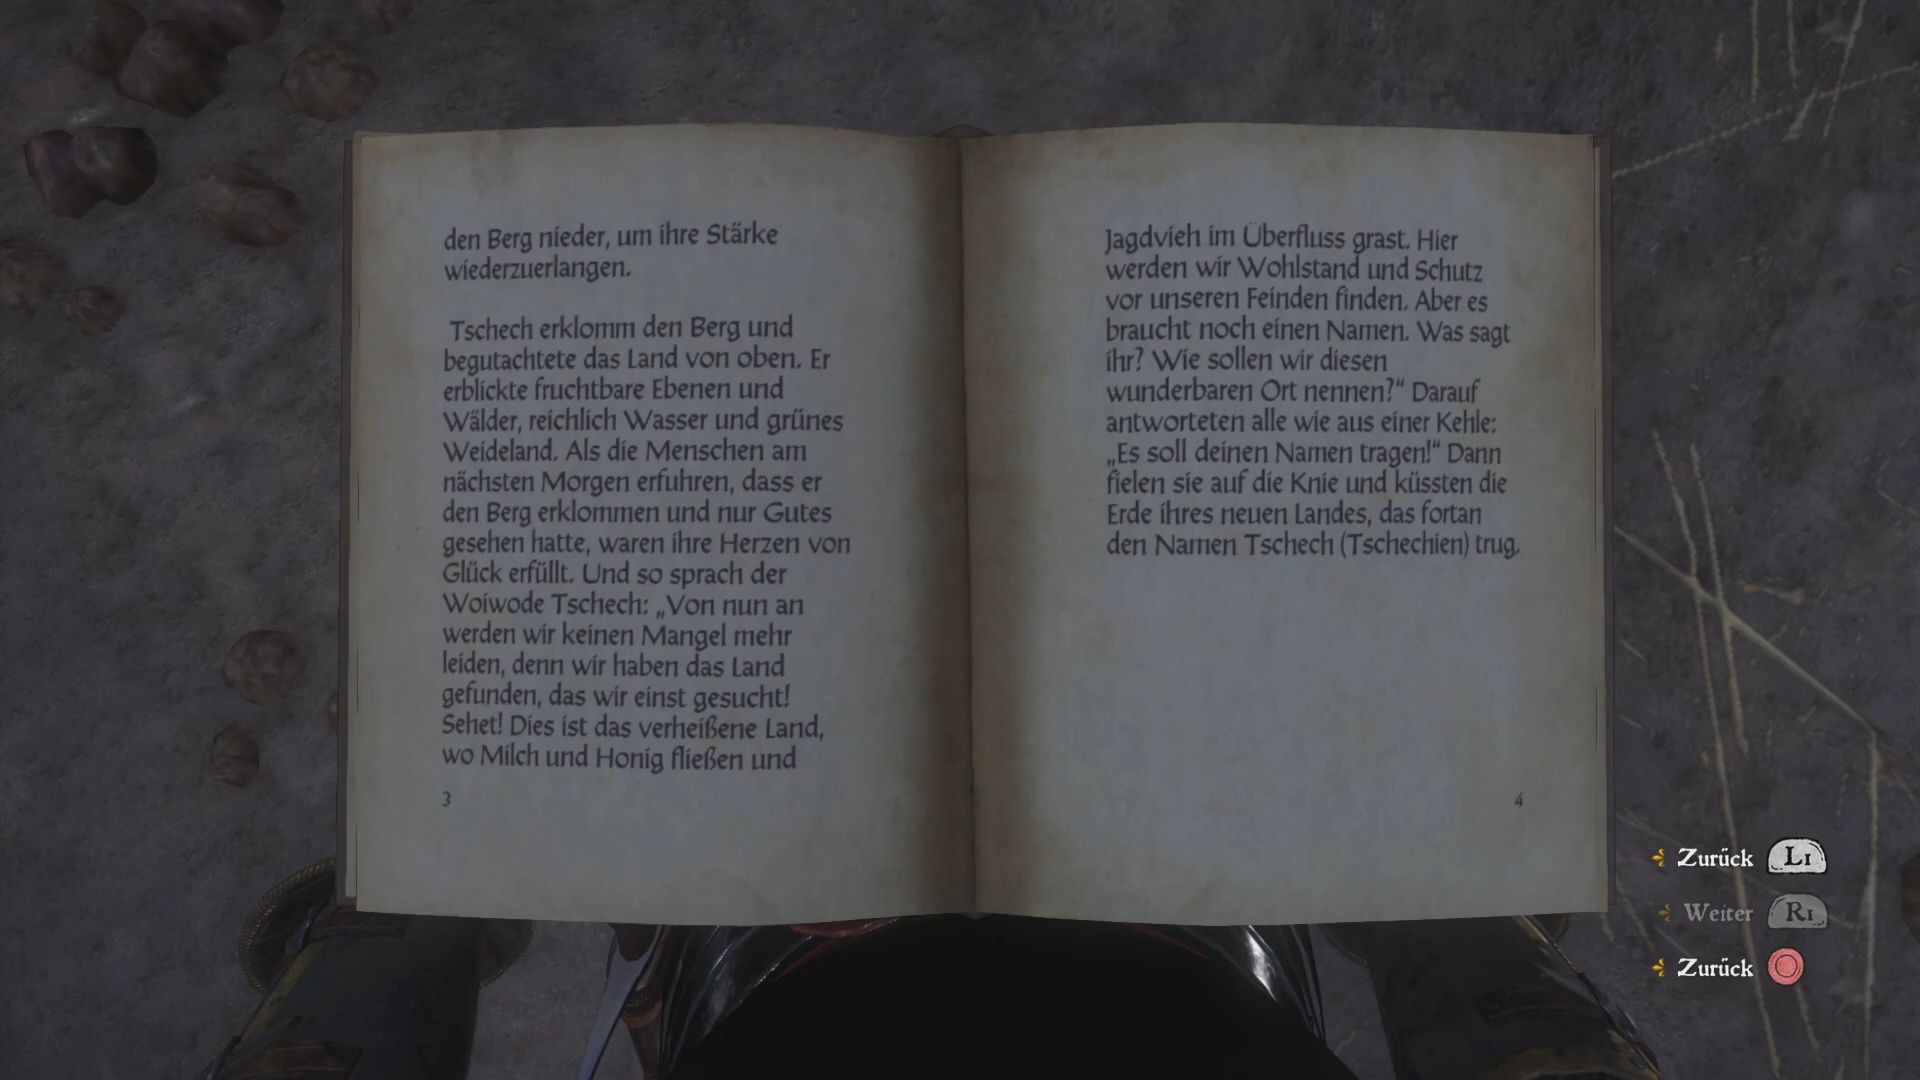 den Berg nieder, um ihre Stärke
wiederzuerlangen.
Tschech erklomm den Berg und
begutachtete das Land von oben. Er
erblickte fruchtbare Ebenen und
Wälder, reichlich Wasser und grünes
Weideland. Als die Menschen am
nächsten Morgen erfuhren, dass er
den Berg erklommen und nur Gutes
gesehen hatte, waren ihre Herzen von
Glück erfüllt. Und so sprach der
Woiwode Tschech: „Von nun an
werden wir keinen Mangel mehr
leiden, denn wir haben das Land
gefunden, das wir einst gesucht!
Sehet! Dies ist das verheißene Land,
wo Milch und Honig fließen und
3
Jagdvieh im Überfluss grast. Hier
werden wir Wohlstand und Schutz
vor unseren Feinden finden. Aber es
braucht noch einen Namen. Was sagt
ihr? Wie sollen wir diesen
wunderbaren Ort nennen?“ Darauf
antworteten alle wie aus einer Kehle:
„Es soll deinen Namen tragen!“ Dann
fielen sie auf die Knie und küssten die
Erde ihres neuen Landes, das fortan
den Namen Tschech (Tschechien) trug.
4
Zurück L1
Weiter R1
Zurück